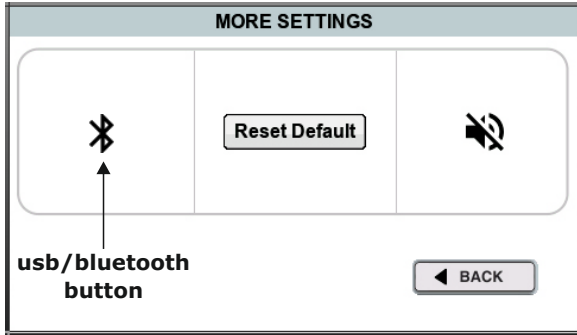 MORE SETTINGS
Reset Default
usb/bluetooth
button
BACK